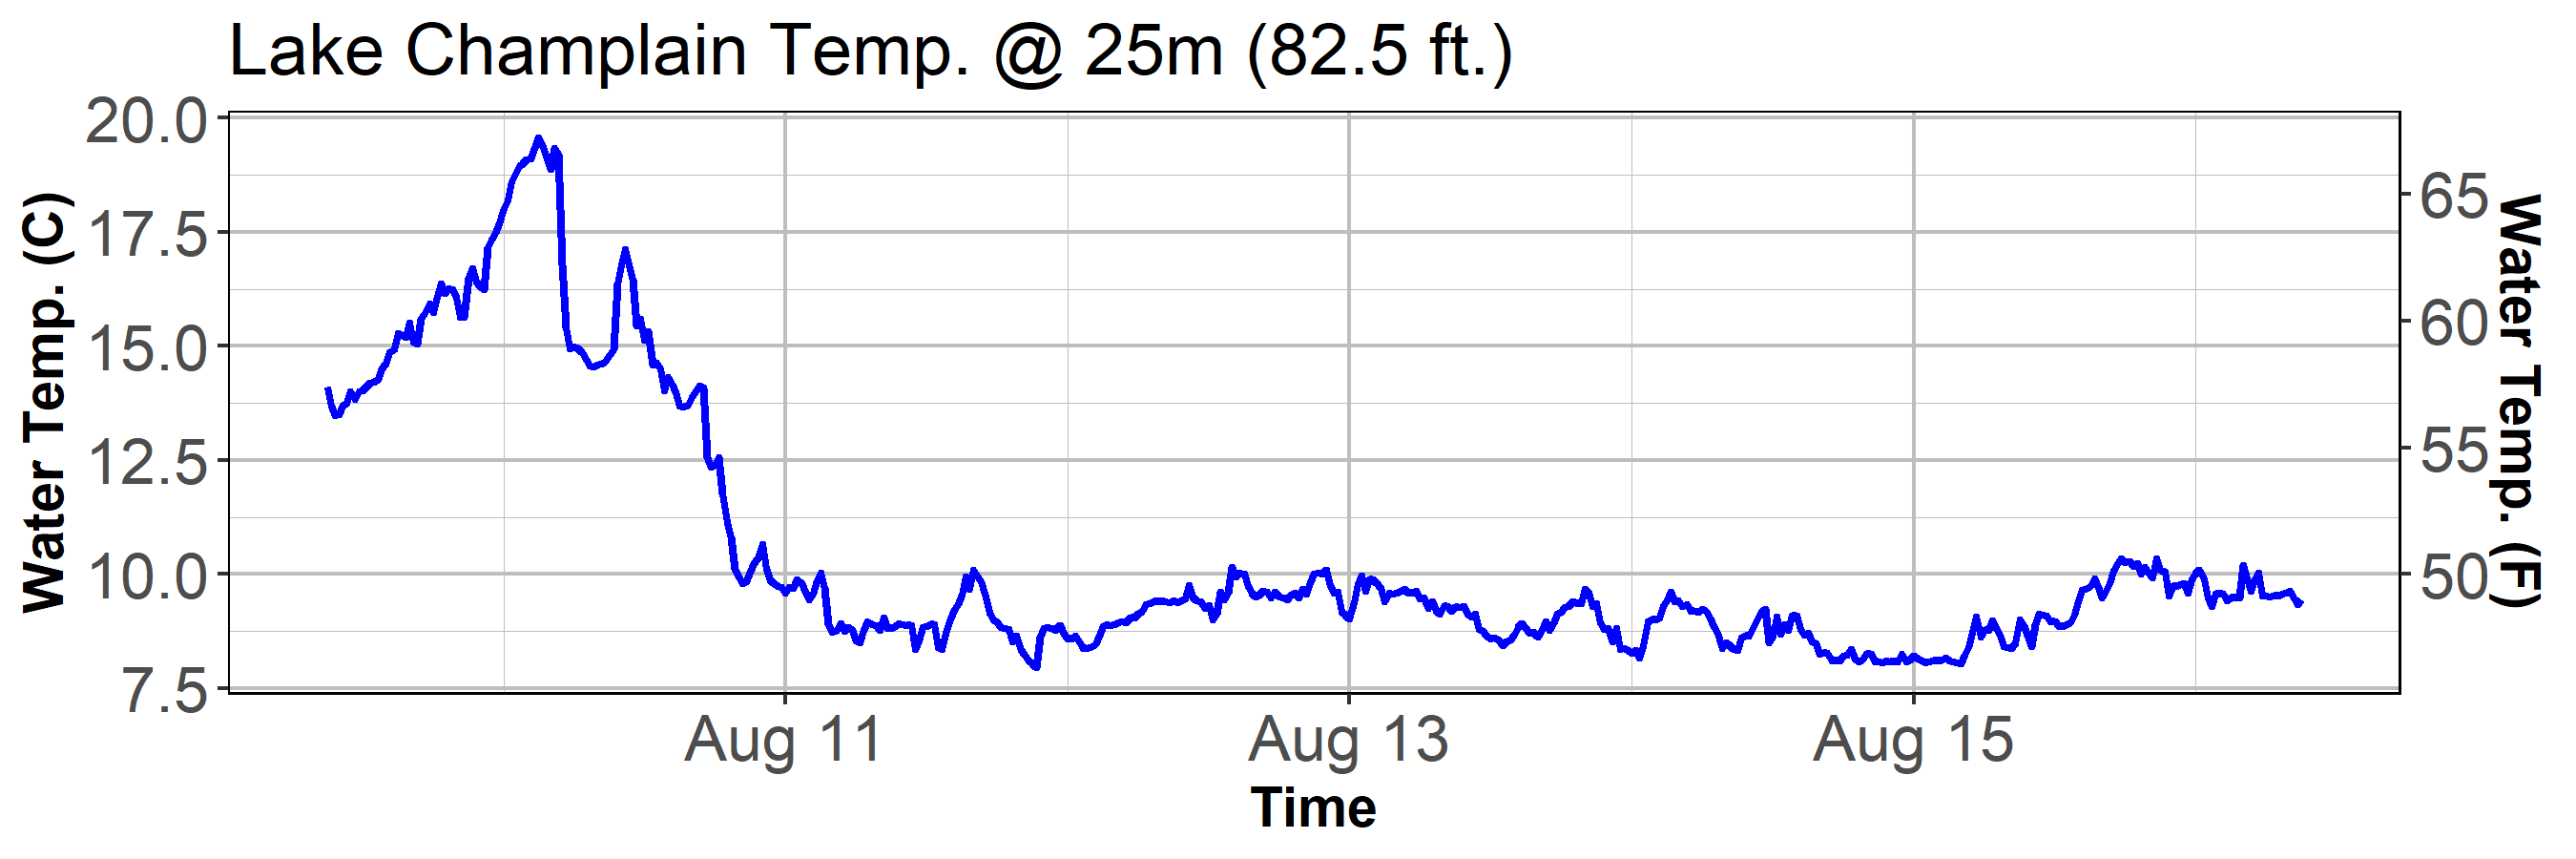 Lake Champlain Temp. @ 25m (82.5 ft.)
Water Temp. (C)
20.0
17.5
15.0
12.5
10.0
7.5
65
60
55
50
Water Temp. (F)
Aug 11
Aug 13
Aug 15
Time